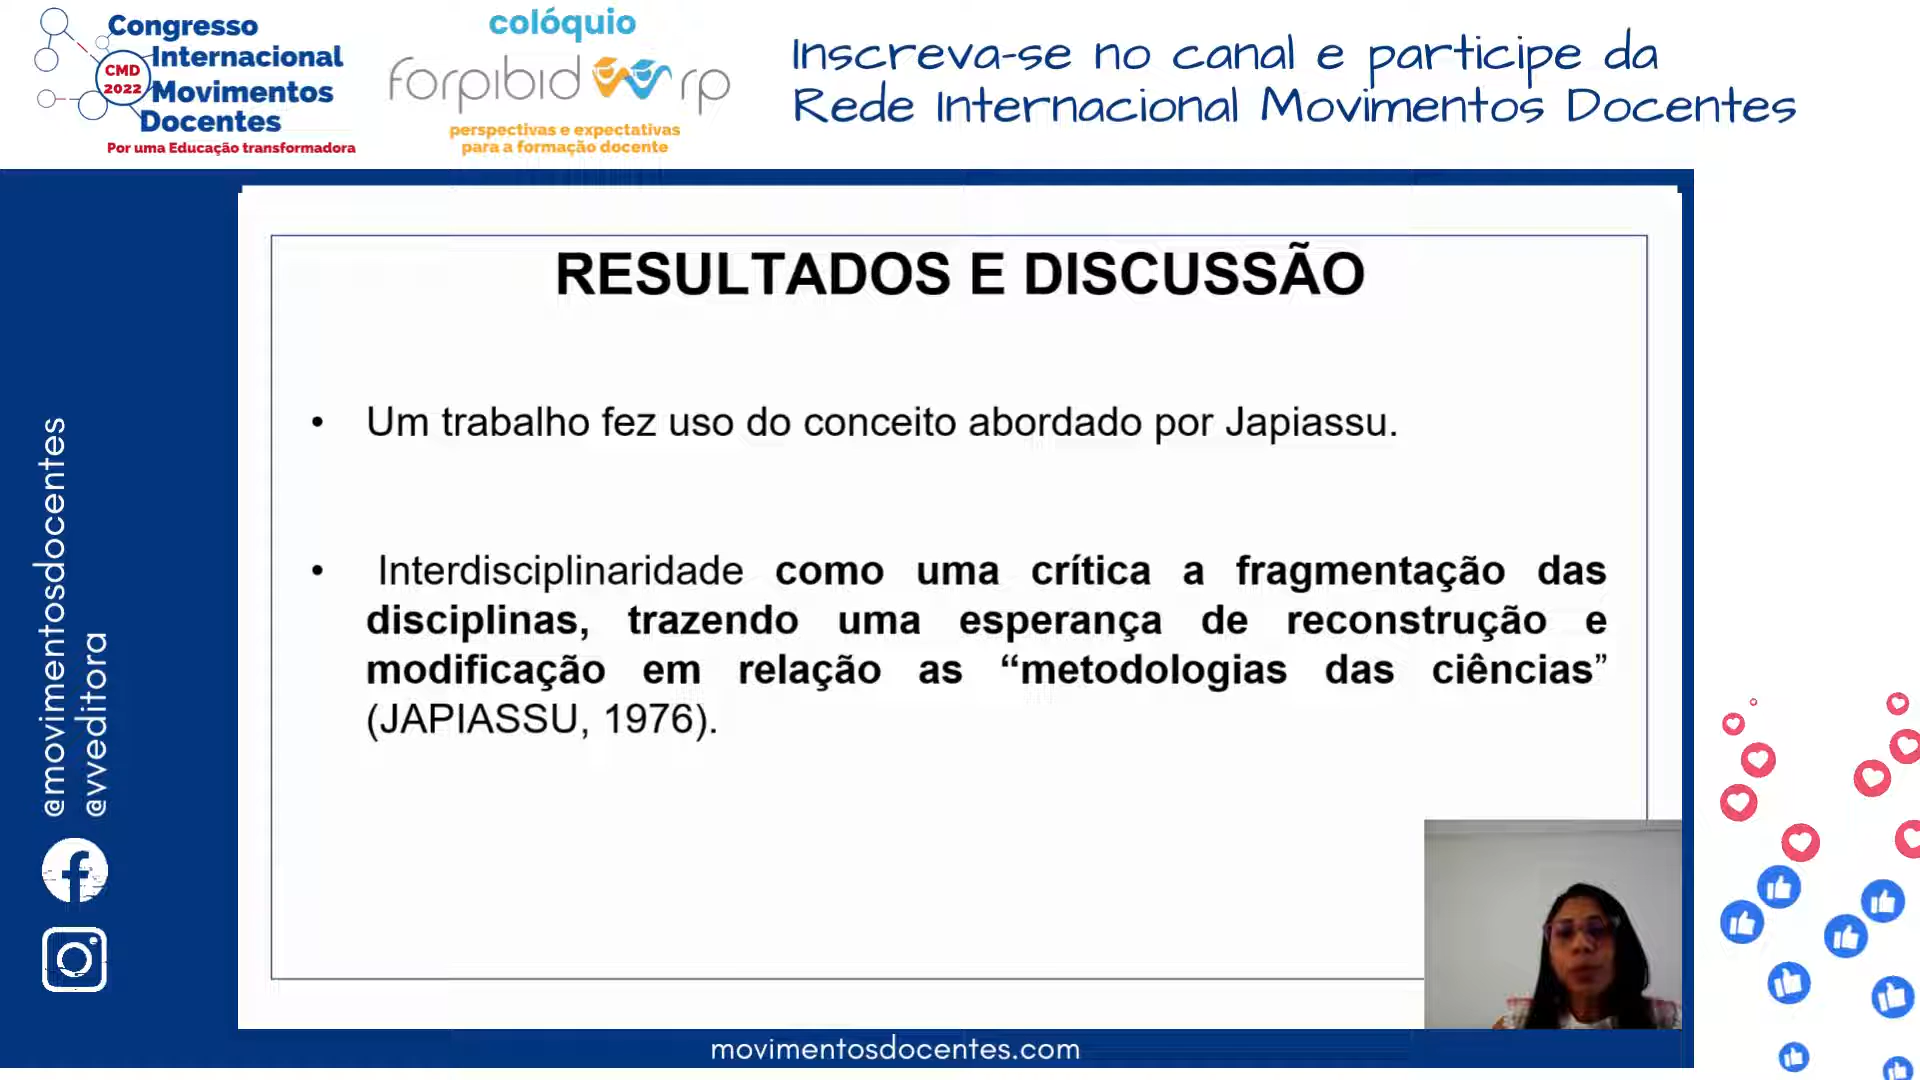 Congresso
Internacional
CMD
2022
Movimentos
Docentes
Por uma Educação transformadora
colóquio
forpibid rp
perspectivas e expectativas
para a formação docente
Inscreva-se no canal e participe da
Rede Internacional Movimentos Docentes
RESULTADOS E DISCUSSÃO
• Um trabalho fez uso do conceito abordado por Japiassu.
• Interdisciplinaridade como uma crítica a fragmentação das
disciplinas, trazendo uma esperança de reconstrução e
modificação em relação as “metodologias das ciências”
(JAPIASSU, 1976).
@movimentosdocentes
@vveditora
movimentosdocentes.com